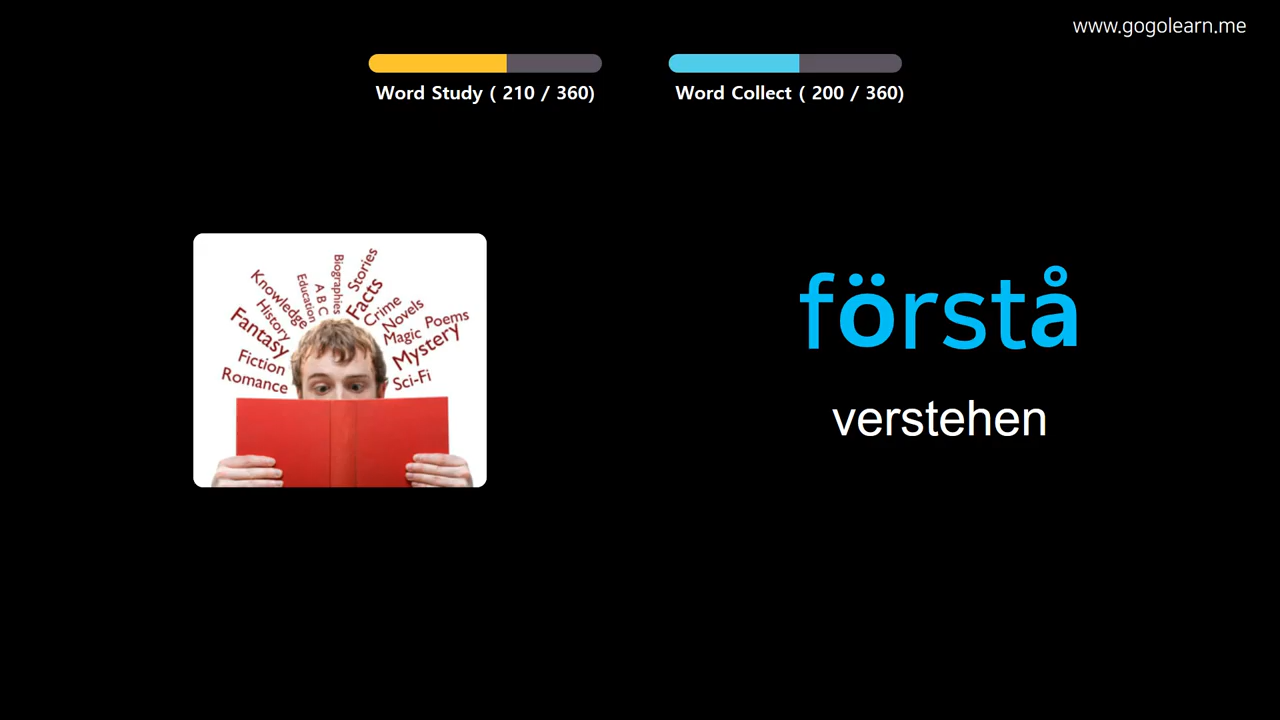 www.gogolearn.me
Word Study ( 210 / 360)
Word Collect ( 200 / 360)
förstå
verstehen
Knowledge
History
Fantasy
Fiction
Romance
Education
A B C
Biographies
Stories
Facts
Crime
Novels
Magic
Poems
Mystery
Sci-Fi